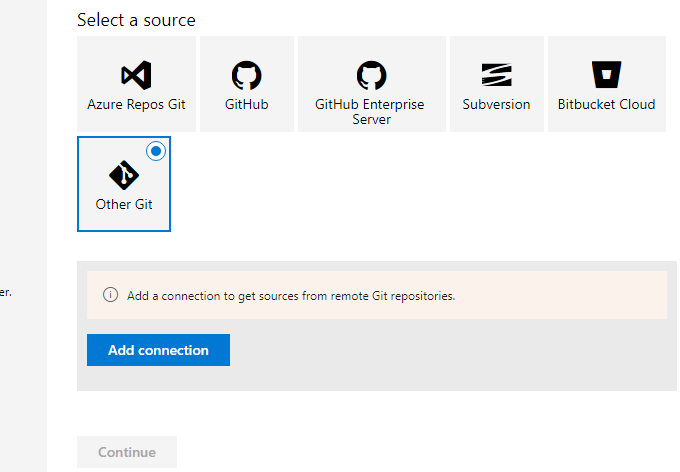 Select a source
Azure Repos Git
GitHub
GitHub Enterprise
Server
Subversion
Bitbucket Cloud
Other Git
er.
Add a connection to get sources from remote Git repositories.
Add connection
Continue